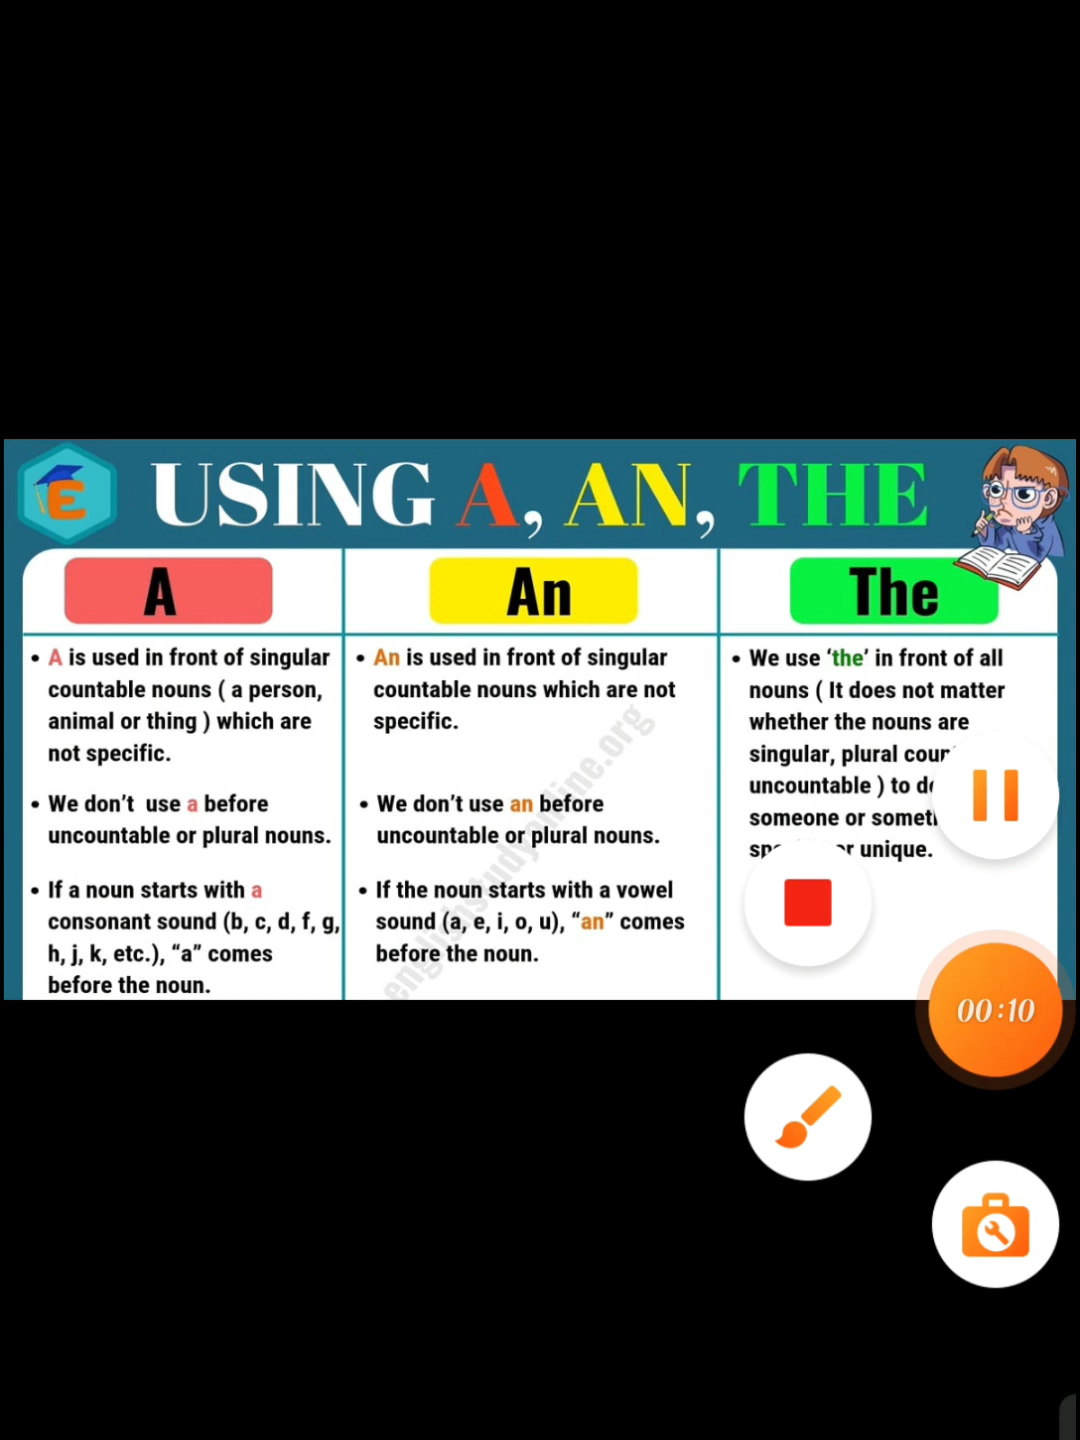 E
USING A, AN, THE
A
An
The
• A is used in front of singular
countable nouns ( a person,
animal or thing ) which are
not specific.
• We don’t use a before
uncountable or plural nouns.
• If a noun starts with a
consonant sound (b, c, d, f, g,
h, j, k, etc.), “a” comes
before the noun.
• An is used in front of singular
countable nouns which are not
specific.
• We don’t use an before
uncountable or plural nouns.
• If the noun starts with a vowel
sound (a, e, i, o, u), “an” comes
before the noun.
• We use ‘the’ in front of all
nouns ( It does not matter
whether the nouns are
singular, plural
uncountable ) to
someone or
unique.
englishstudyonline.org
00:10